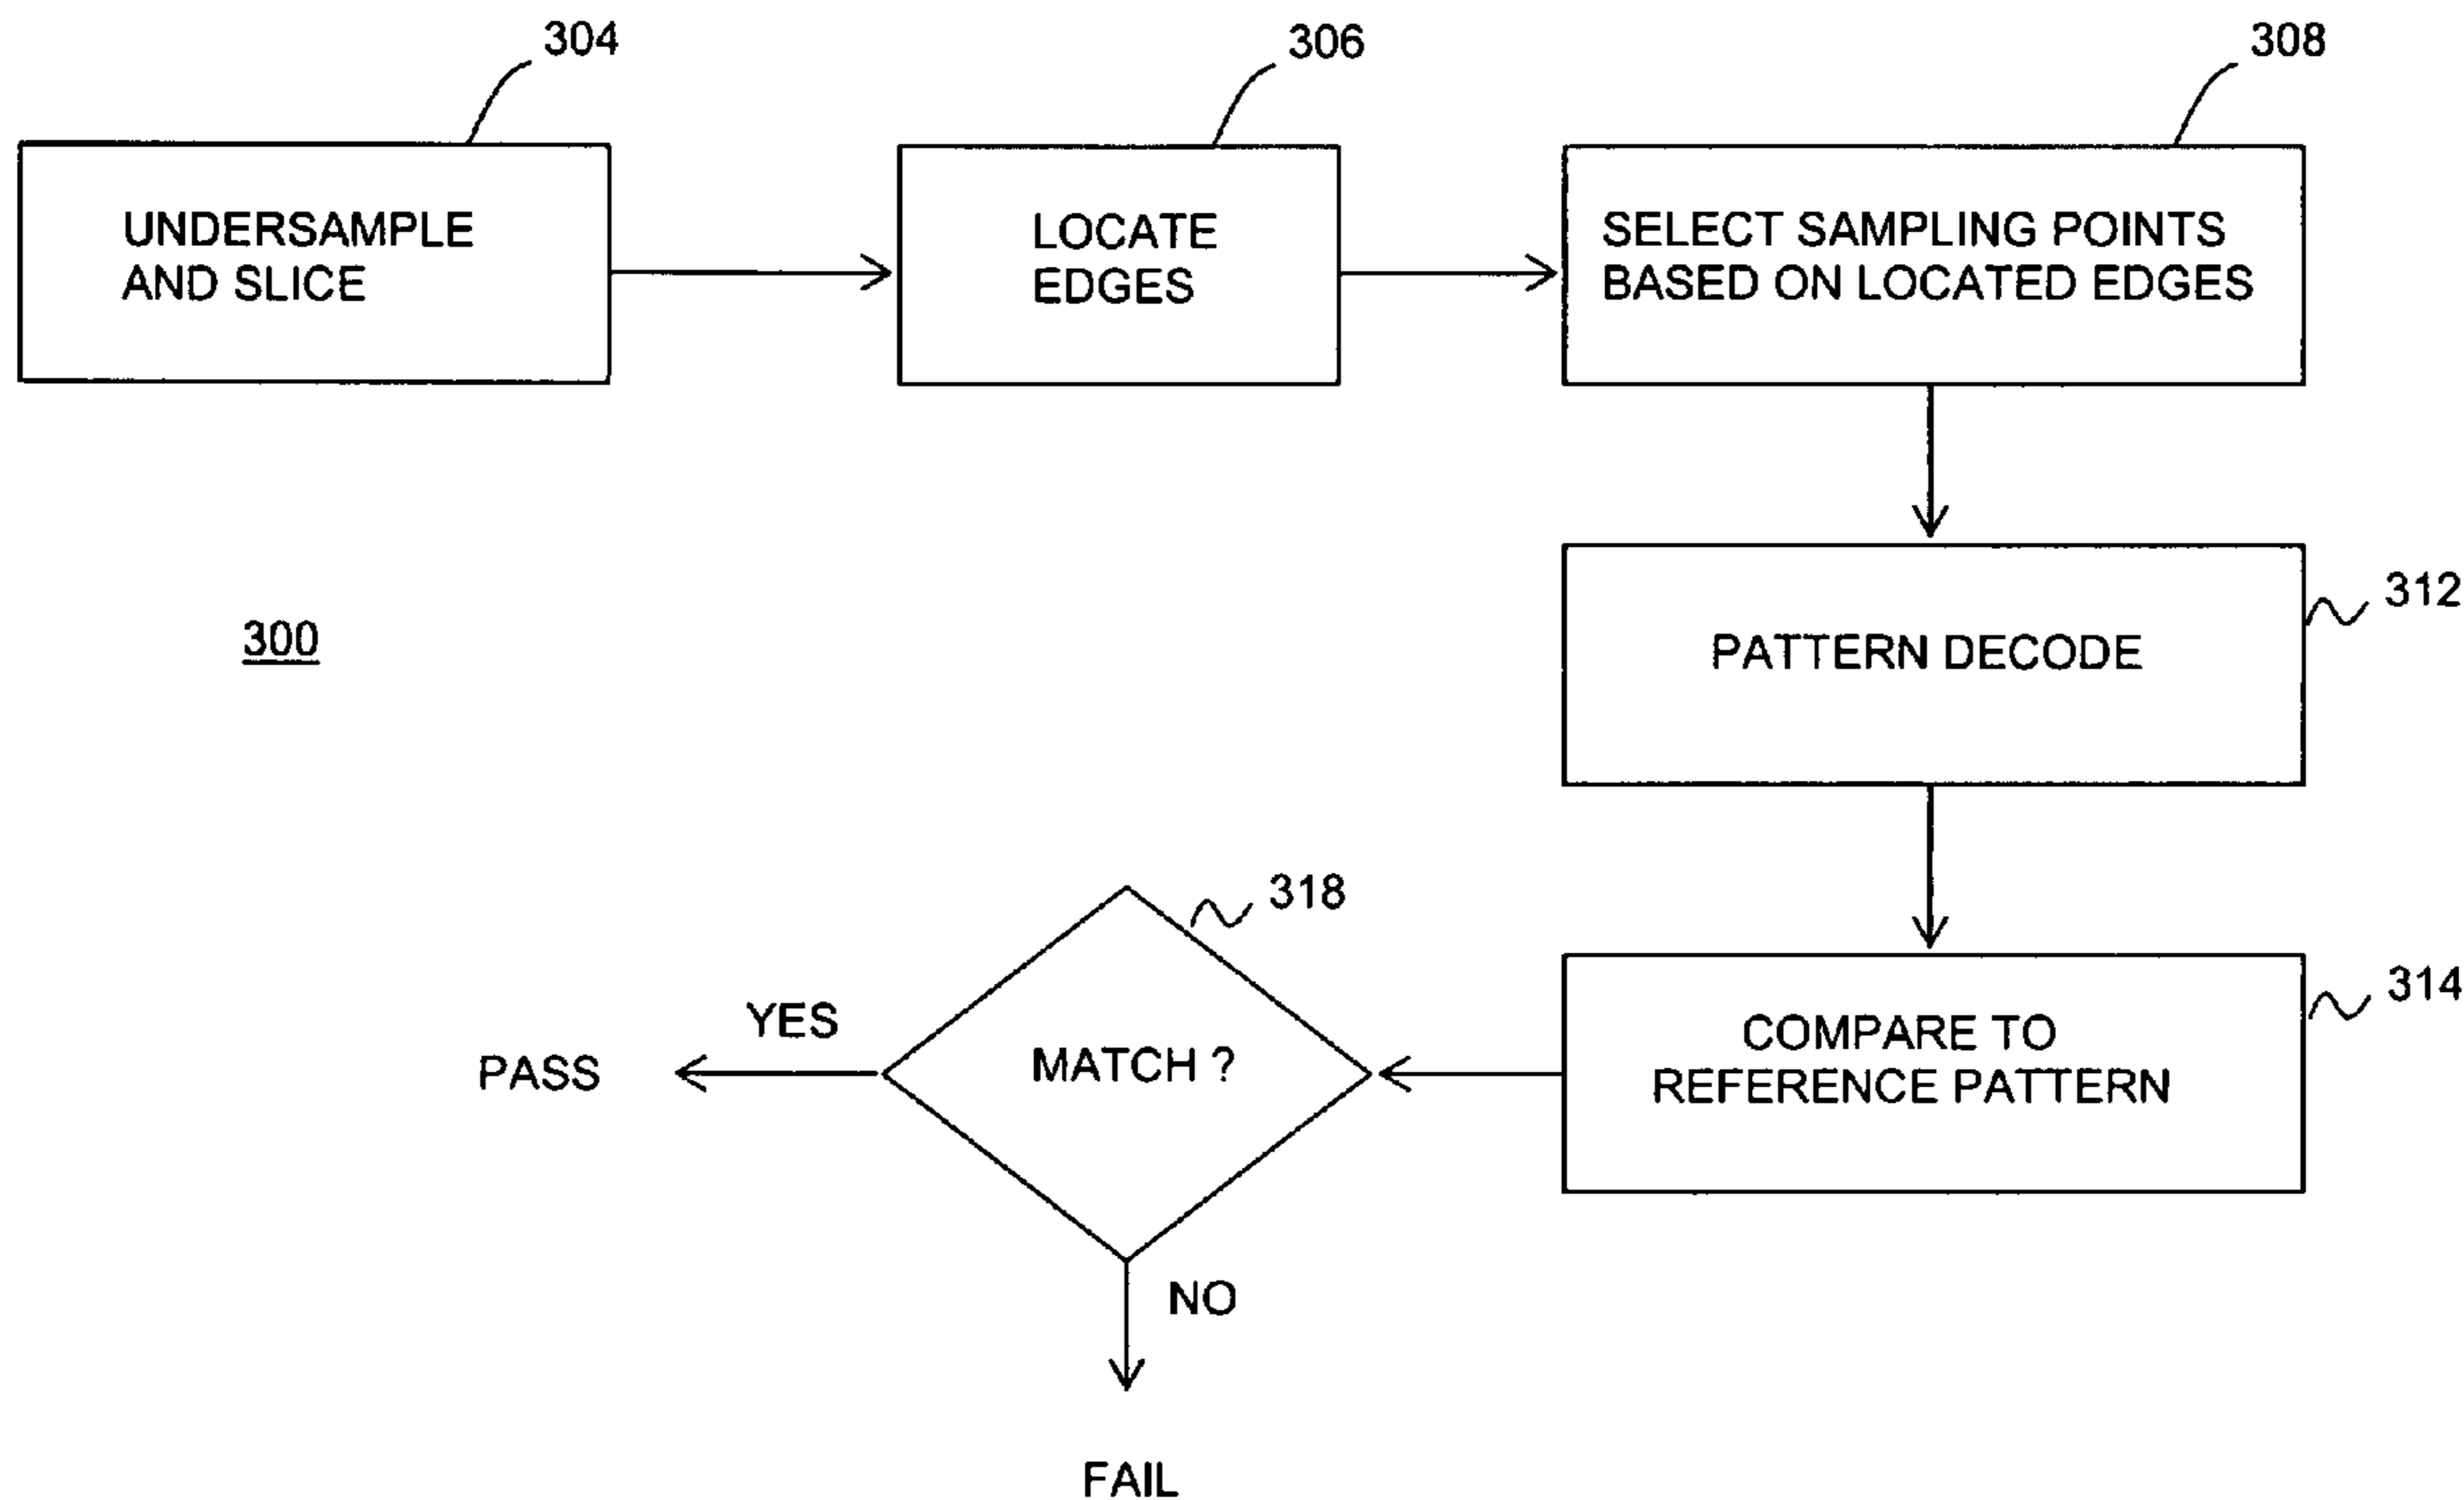 304
306
308
UNDERSAMPLE
AND SLICE
LOCATE
EDGES
SELECT SAMPLING POINTS
BASED ON LOCATED EDGES
300
312
PATTERN DECODE
318
314
YES
PASS
MATCH ?
COMPARE TO
REFERENCE PATTERN
NO
FAIL